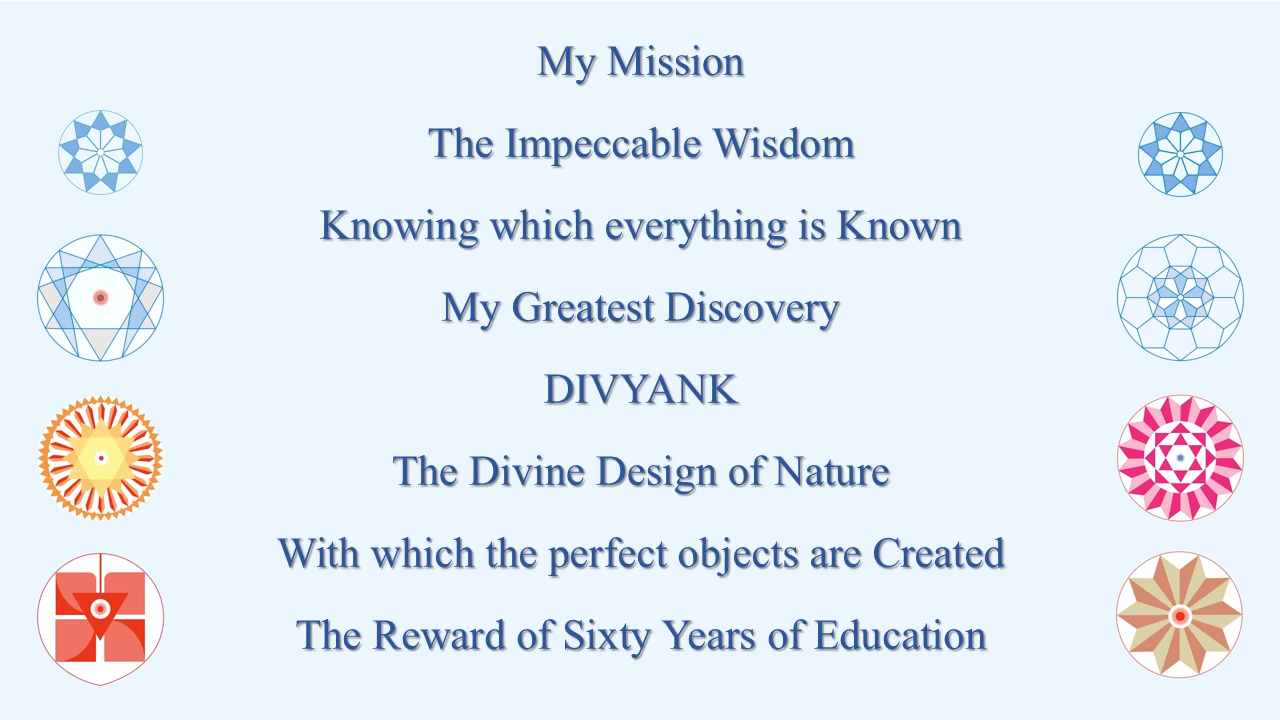 My Mission
The Impeccable Wisdom
Knowing which everything is Known
My Greatest Discovery
DIVYANK
The Divine Design of Nature
With which the perfect objects are Created
The Reward of Sixty Years of Education